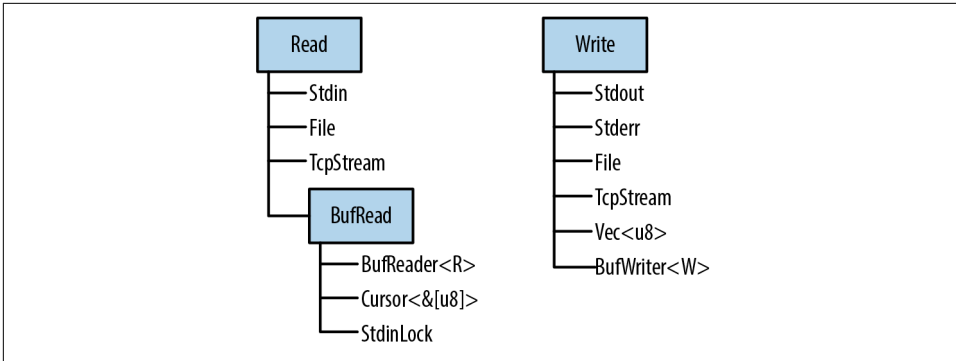 Read
Stdin
File
TcpStream
BufRead
BufReader<R>
Cursor<&[u8]>
StdinLock
Write
Stdout
Stderr
File
TcpStream
Vec<u8>
BufWriter<W>